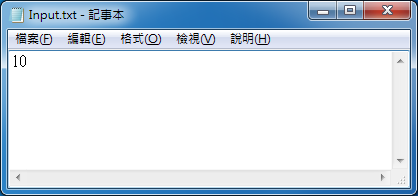 Input.txt - 記事本
檔案(F) 編輯(E) 格式(O) 檢視(V) 說明(H)
10